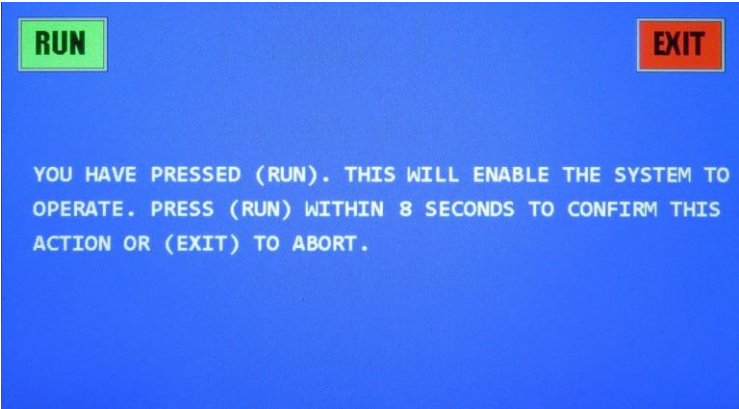 RUN
EXIT
YOU HAVE PRESSED (RUN). THIS WILL ENABLE THE SYSTEM TO
OPERATE. PRESS (RUN) WITHIN 8 SECONDS TO CONFIRM THIS
ACTION OR (EXIT) TO ABORT.